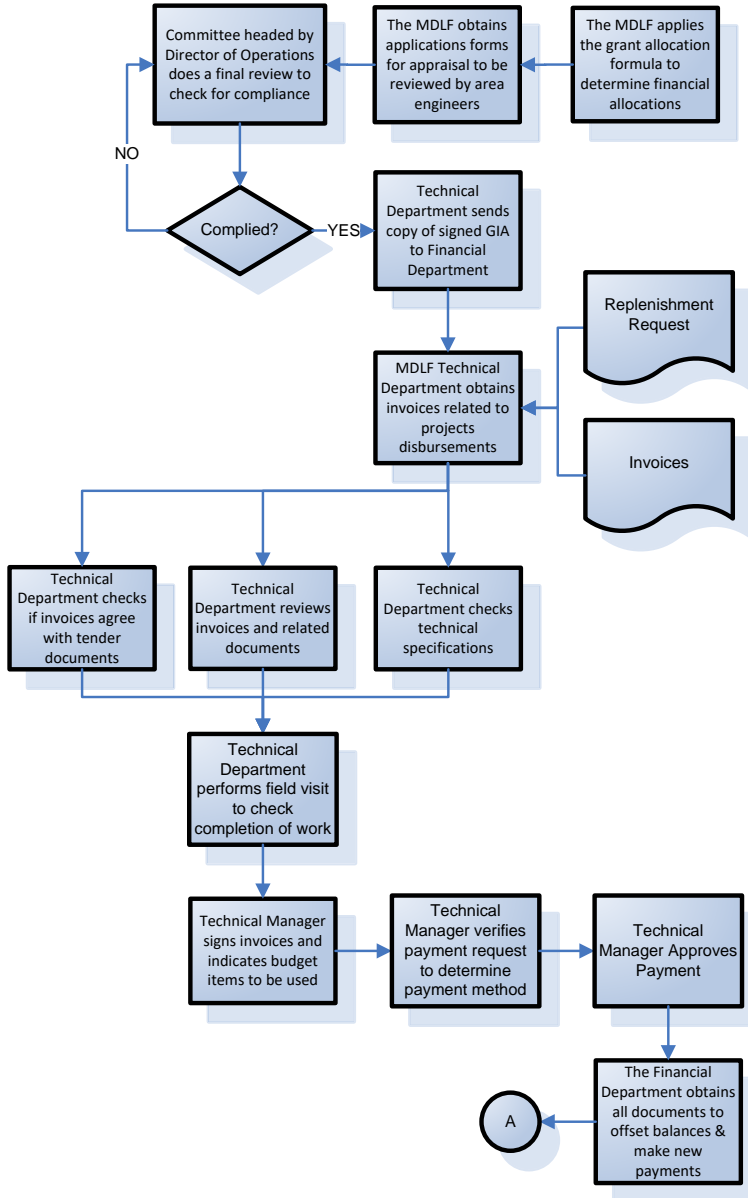 Committee headed by
Director of Operations
does a final review to
check for compliance
The MDLF obtains
applications forms
for appraisal to be
reviewed by area
engineers
The MDLF applies
the grant allocation
formula to
determine financial
allocations
NO
Complied?
YES
Technical
Department sends
copy of signed GIA
to Financial
Department
Replenishment
Request
MDLF Technical
Department obtains
invoices related to
projects
disbursements
Invoices
Technical
Department checks
if invoices agree
with tender
documents
Technical
Department reviews
invoices and related
documents
Technical
Department checks
technical
specifications
Technical
Department
performs field visit
to check
completion of work
Technical Manager
signs invoices and
indicates budget
items to be used
Technical
Manager verifies
payment request
to determine
payment method
Technical
Manager Approves
Payment
The Financial
Department obtains
all documents to
offset balances &
make new
payments
A